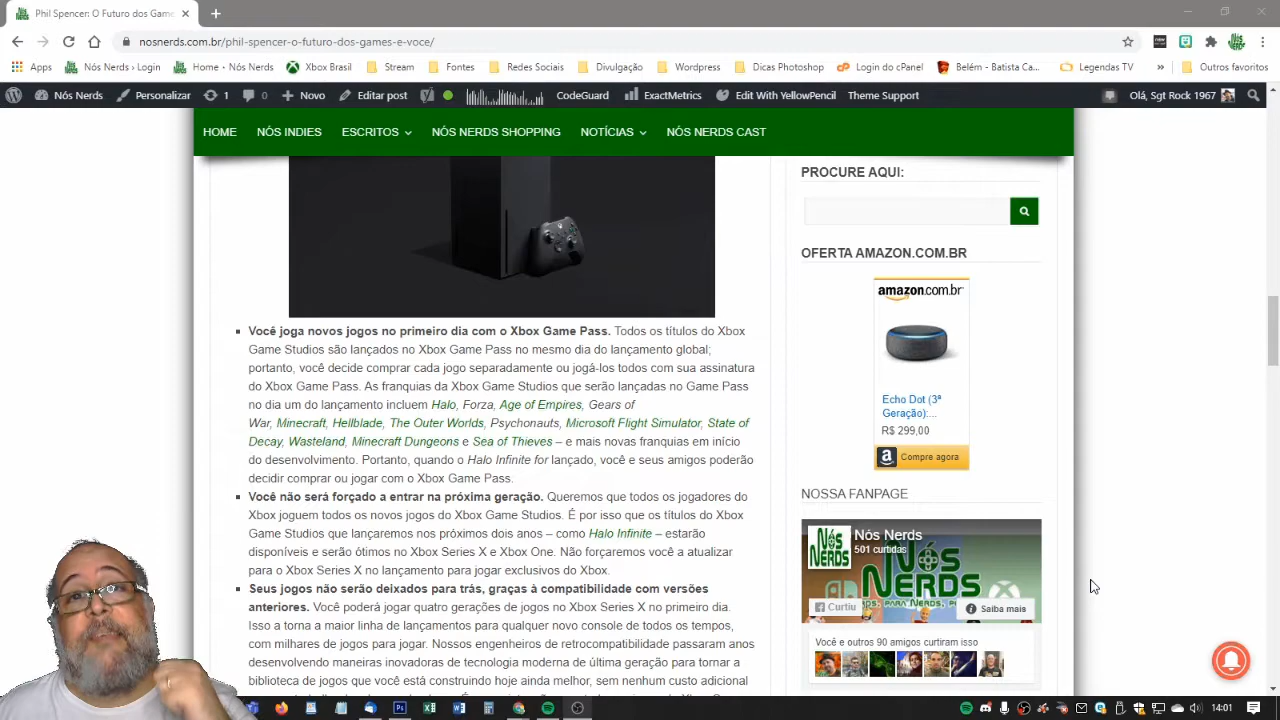 Phil Spencer: O Futuro dos Game
nosnerds.com.br/phil-spencer-o-futuro-dos-games-e-voce/
Apps
Nós Nerds › Login
Home • Nós Nerds
Xbox Brasil
Stream
Fontes
Redes Sociais
Divulgação
Wordpress
Dicas Photoshop
Login do cPanel
Belém - Batista Ca...
Legendas TV
»
Outros favoritos
Nós Nerds
Personalizar
1
0
Novo
Editar post
CodeGuard
ExactMetrics
Edit With YellowPencil
Theme Support
Olá, Sgt Rock 1967
HOME
NÓS INDIES
ESCRITOS
NÓS NERDS SHOPPING
NOTÍCIAS
NÓS NERDS CAST
Você joga novos jogos no primeiro dia com o Xbox Game Pass. Todos os títulos do Xbox
Game Studios são lançados no Xbox Game Pass no mesmo dia do lançamento global;
portanto, você decide comprar cada jogo separadamente ou jogá-los todos com sua assinatura
do Xbox Game Pass. As franquias da Xbox Game Studios que serão lançadas no Game Pass
no dia um do lançamento incluem Halo, Forza, Age of Empires, Gears of
War, Minecraft, Hellblade, The Outer Worlds, Psychonauts, Microsoft Flight Simulator, State of
Decay, Wasteland, Minecraft Dungeons e Sea of Thieves – e mais novas franquias em início
do desenvolvimento. Portanto, quando o Halo Infinite for lançado, você e seus amigos poderão
decidir comprar ou jogar com o Xbox Game Pass.
Você não será forçado a entrar na próxima geração. Queremos que todos os jogadores do
Xbox joguem todos os novos jogos do Xbox Game Studios. É por isso que os títulos do Xbox
Game Studios que lançaremos nos próximos dois anos – como Halo Infinite – estarão
disponíveis e serão ótimos no Xbox Series X e Xbox One. Não forçaremos você a atualizar
para o Xbox Series X no lançamento para jogar exclusivos do Xbox.
Seus jogos não serão deixados para trás, graças à compatibilidade com versões
anteriores. Você poderá jogar quatro gerações de jogos no Xbox Series X no primeiro dia.
Isso a torna a maior linha de lançamentos para qualquer novo console de todos os tempos,
com milhares de jogos para jogar. Nossos engenheiros de retrocompatibilidade passaram anos
desenvolvendo maneiras inovadoras de tecnologia moderna de última geração para tornar a
biblioteca de jogos que você está construindo hoje ainda melhor, sem nenhum custo adicional
PROCURE AQUI:
OFERTA AMAZON.COM.BR
amazon.com.br
Echo Dot (3ª
Geração):...
R$ 299,00
Compre agora
NOSSA FANPAGE
NÓS NERDS
Nós Nerds
501 curtidas
NÓS NERDS
Curtiu
Saiba mais
Você e outros 90 amigos curtiram isso
14:01